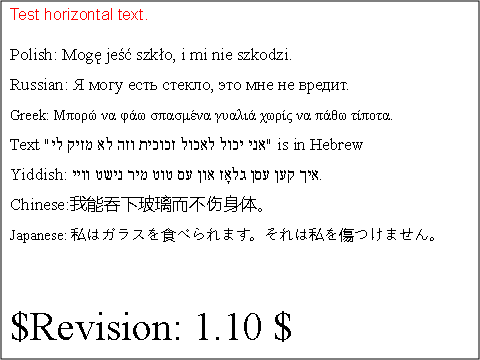 Test horizontal text.
Polish: Mogę jeść szkło, i mi nie szkodzi.
Russian: Я могу есть стекло, это мне не вредит.
Greek: Μπορώ να φάω σπασμένα γυαλιά χωρίς να πάθω τίποτα.
Text "אני יכול לאכול זכוכית וזה לא מזיק לי" is in Hebrew
Yiddish: איך קען עסן גלאָז און עס טוט מיר נישט װײ.
Chinese:我能吞下玻璃而不伤身体。
Japanese: 私はガラスを食べられます。それは私を傷つけません。
$Revision: 1.10 $